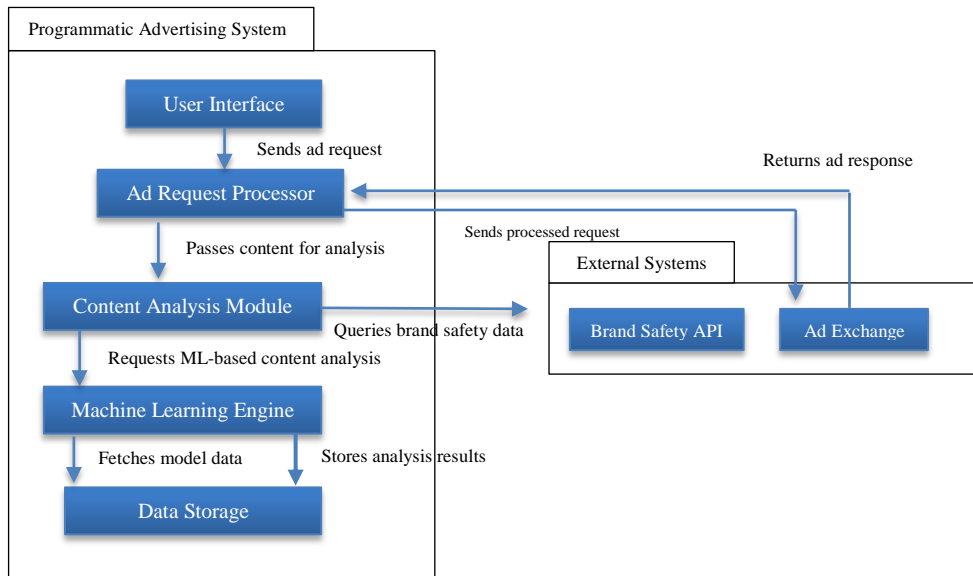 Programmatic Advertising System
User Interface
Sends ad request
Returns ad response
Ad Request Processor
Sends processed request
Passes content for analysis
External Systems
Content Analysis Module
Queries brand safety data
Brand Safety API
Ad Exchange
Requests ML-based content analysis
Machine Learning Engine
Fetches model data
Stores analysis results
Data Storage